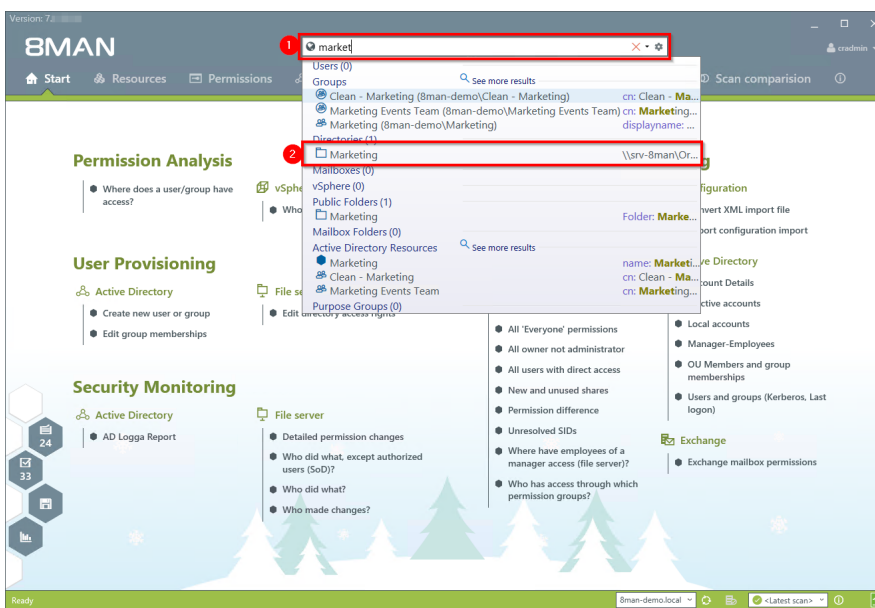 Version: 7.
8MAN
cradmin
Start
Resources
Permissions
Scan comparision
1
market
Users (0)
Groups
See more results
Clean - Marketing (8man-demo\Clean - Marketing)
cn: Clean - Ma...
Marketing Events Team (8man-demo\Marketing Events Team)
cn: Marketing...
Marketing (8man-demo\Marketing)
displayname: ...
Directories (1)
2
Marketing
\\srv-8man\Or...
Mailboxes (0)
vSphere (0)
Public Folders (1)
Marketing
Folder: Marke...
Mailbox Folders (0)
Active Directory Resources
See more results
Marketing
name: Marketi...
Clean - Marketing
cn: Clean - Ma...
Marketing Events Team
cn: Marketing...
Purpose Groups (0)
Permission Analysis
Where does a user/group have
access?
vSphe
Who
User Provisioning
Active Directory
Create new user or group
Edit group memberships
File se
Edit directory access rights
Security Monitoring
Active Directory
AD Logga Report
File server
Detailed permission changes
Who did what, except authorized
users (SoD)?
Who did what?
Who made changes?
All 'Everyone' permissions
All owner not administrator
All users with direct access
New and unused shares
Permission difference
Unresolved SIDs
Where have employees of a
manager access (file server)?
Who has access through which
permission groups?
g
figuration
nvert XML import file
port configuration import
ve Directory
count Details
ctive accounts
Local accounts
Manager-Employees
OU Members and group
memberships
Users and groups (Kerberos, Last
logon)
Exchange
Exchange mailbox permissions
24
33
Ready
8man-demo.local
<Latest scan>